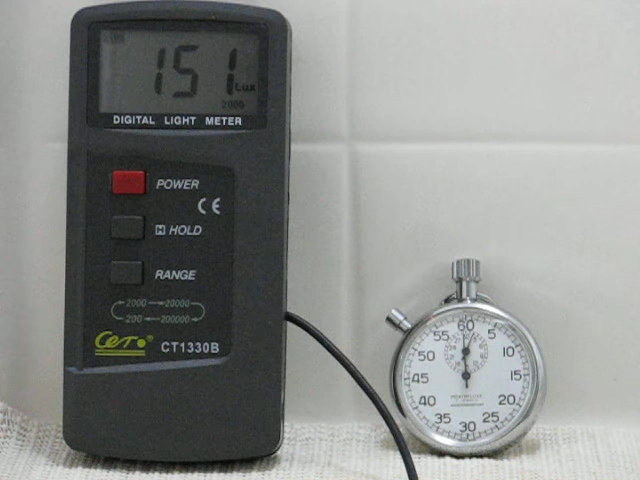 151 Lux
2000
DIGITAL LIGHT METER
POWER
CE
H HOLD
RANGE
2000 20000
200 200000
CT1330B
60
55 5
50 10
45 15
40 20
35 25
30